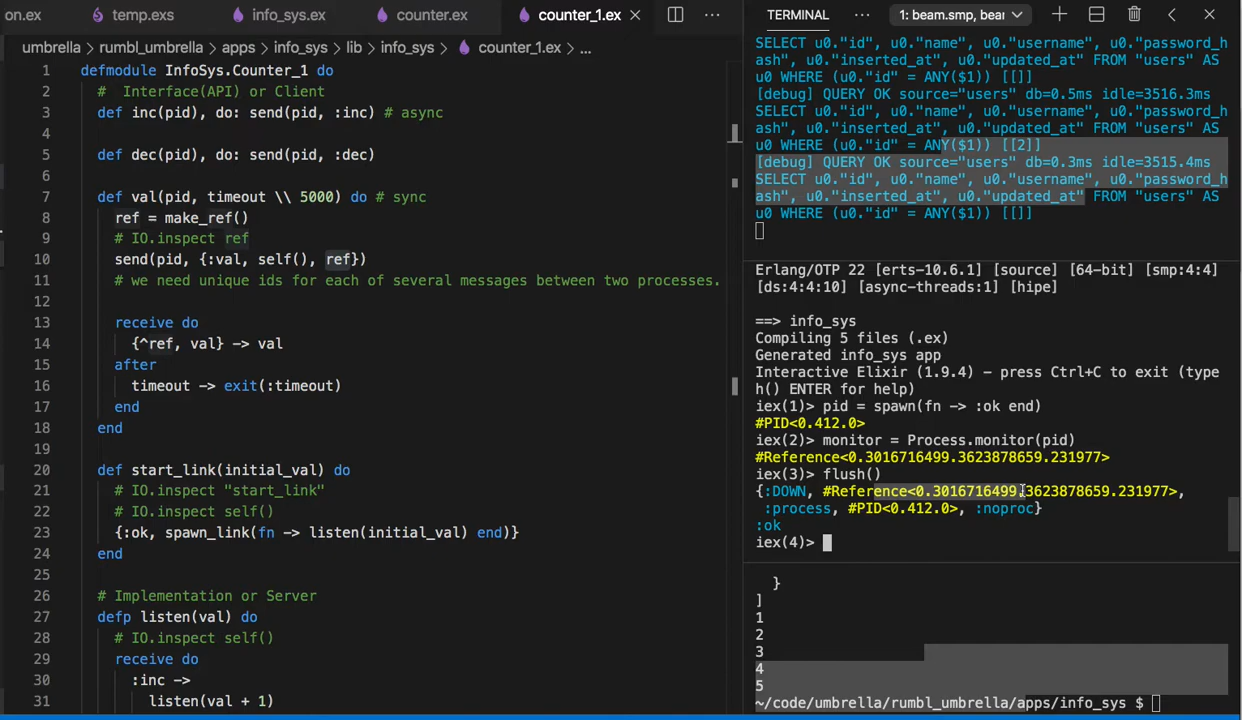 on.ex temp.exs info_sys.ex counter.ex counter_1.ex
umbrella > rumbl_umbrella > apps > info_sys > lib > info_sys > counter_1.ex > ...
1 defmodule InfoSys.Counter_1 do
2 # Interface(API) or Client
3 def inc(pid), do: send(pid, :inc) # async
4
5 def dec(pid), do: send(pid, :dec)
6
7 def val(pid, timeout \\ 5000) do # sync
8 ref = make_ref()
9 # IO.inspect ref
10 send(pid, {:val, self(), ref})
11 # we need unique ids for each of several messages between two processes.
12
13 receive do
14 {^ref, val} -> val
15 after
16 timeout -> exit(:timeout)
17 end
18 end
19
20 def start_link(initial_val) do
21 # IO.inspect "start_link"
22 # IO.inspect self()
23 {:ok, spawn_link(fn -> listen(initial_val) end)}
24 end
25
26 # Implementation or Server
27 defp listen(val) do
28 # IO.inspect self()
29 receive do
30 :inc ->
31 listen(val + 1)
TERMINAL ... 1: beam.smp, bear
SELECT u0."id", u0."name", u0."username", u0."password_h
ash", u0."inserted_at", u0."updated_at" FROM "users" AS
u0 WHERE (u0."id" = ANY($1)) [[]]
[debug] QUERY OK source="users" db=0.5ms idle=3516.3ms
SELECT u0."id", u0."name", u0."username", u0."password_h
ash", u0."inserted_at", u0."updated_at" FROM "users" AS
u0 WHERE (u0."id" = ANY($1)) [[2]]
[debug] QUERY OK source="users" db=0.3ms idle=3515.4ms
SELECT u0."id", u0."name", u0."username", u0."password_h
ash", u0."inserted_at", u0."updated_at" FROM "users" AS
u0 WHERE (u0."id" = ANY($1)) [[]]
Erlang/OTP 22 [erts-10.6.1] [source] [64-bit] [smp:4:4]
[ds:4:4:10] [async-threads:1] [hipe]
==> info_sys
Compiling 5 files (.ex)
Generated info_sys app
Interactive Elixir (1.9.4) - press Ctrl+C to exit (type
h() ENTER for help)
iex(1)> pid = spawn(fn -> :ok end)
#PID<0.412.0>
iex(2)> monitor = Process.monitor(pid)
#Reference<0.3016716499.3623878659.231977>
iex(3)> flush()
{:DOWN, #Reference<0.3016716499.3623878659.231977>,
:process, #PID<0.412.0>, :noproc}
:ok
iex(4)>
}
]
1
2
3
4
5
~/code/umbrella/rumbl_umbrella/apps/info_sys $